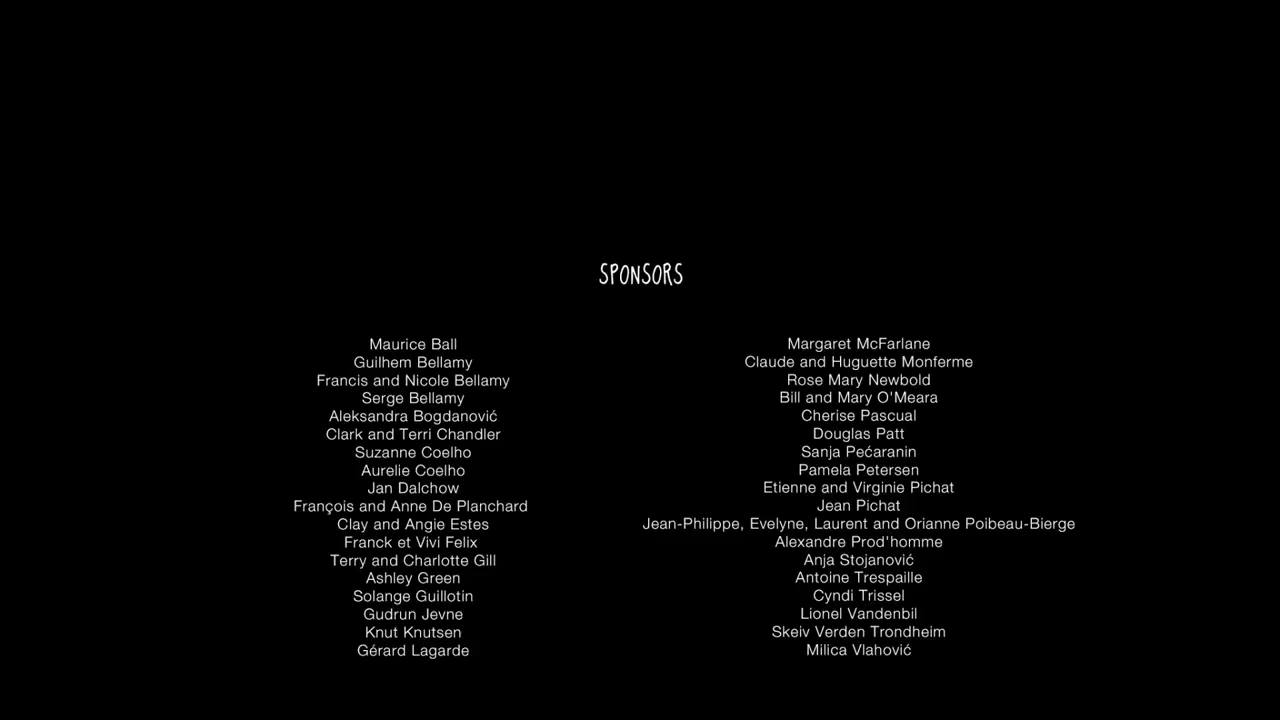 SPONSORS
Maurice Ball
Guilhem Bellamy
Francis and Nicole Bellamy
Serge Bellamy
Aleksandra Bogdanović
Clark and Terri Chandler
Suzanne Coelho
Aurelie Coelho
Jan Dalchow
François and Anne De Planchard
Clay and Angie Estes
Franck et Vivi Felix
Terry and Charlotte Gill
Ashley Green
Solange Guillotin
Gudrun Jevne
Knut Knutsen
Gérard Lagarde
Margaret McFarlane
Claude and Huguette Monferme
Rose Mary Newbold
Bill and Mary O'Meara
Cherise Pascual
Douglas Patt
Sanja Pećaranin
Pamela Petersen
Etienne and Virginie Pichat
Jean Pichat
Jean-Philippe, Evelyne, Laurent and Orianne Poibeau-Bierge
Alexandre Prod'homme
Anja Stojanović
Antoine Trespaille
Cyndi Trissel
Lionel Vandenbil
Skeiv Verden Trondheim
Milica Vlahović